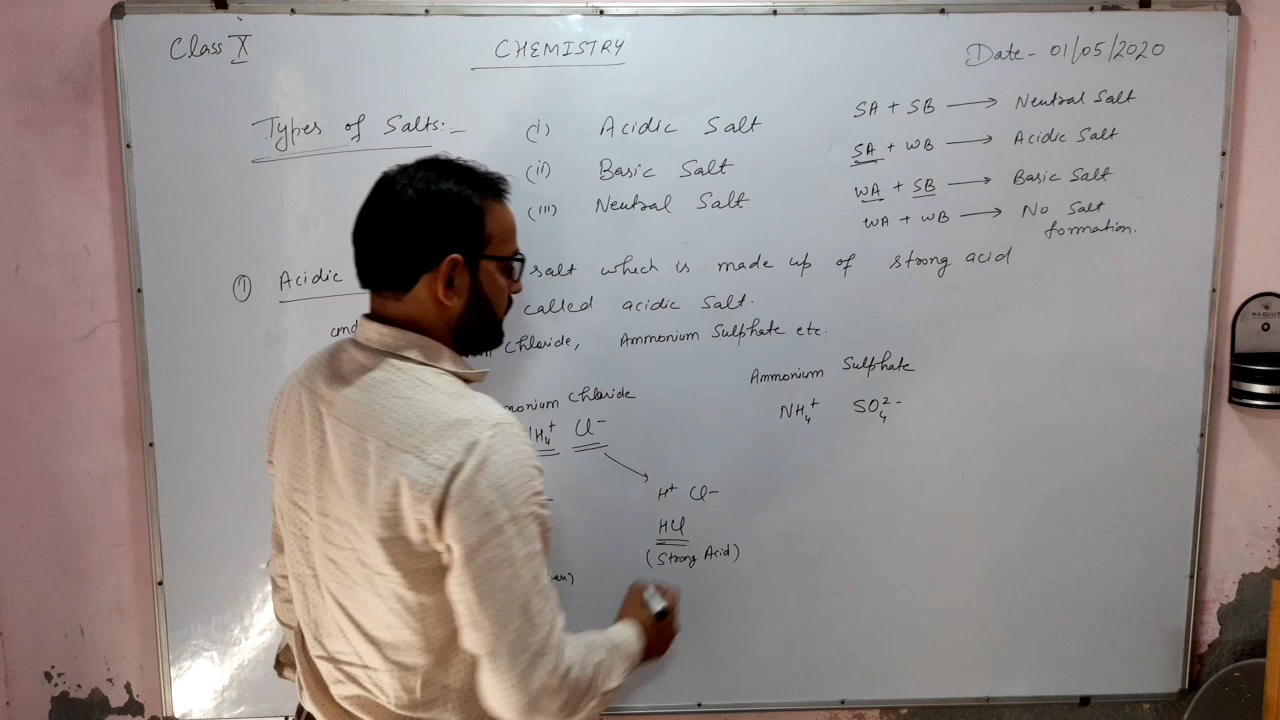 Class X
CHEMISTRY
Date - 01/05/2020
Types of Salts:-
(i) Acidic Salt
(ii) Basic Salt
(iii) Neutral Salt
SA + SB ⟶ Neutral Salt
SA + WB ⟶ Acidic Salt
WA + SB ⟶ Basic Salt
WA + WB ⟶ No Salt
formation.
① Acidic salt which is made up of strong acid
called acidic Salt.
Chloride, Ammonium Sulphate etc.
Chloride
Cl⁻
H⁺ Cl⁻
HCl
(Strong Acid)
Ammonium Sulphate
NH₄⁺ SO₄²⁻